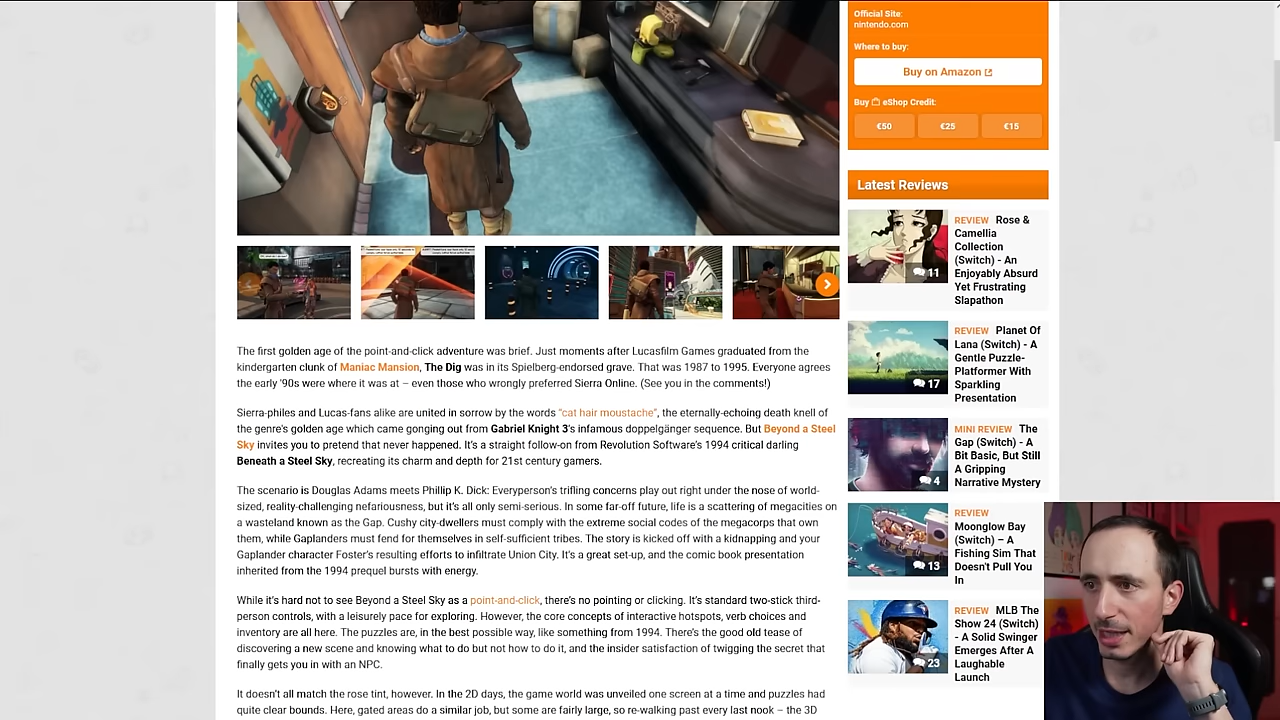 Official Site:
nintendo.com
Where to buy:
Buy on Amazon
Buy eShop Credit:
€50
€25
€15
Latest Reviews
REVIEW Rose &
Camellia
Collection
(Switch) - An
Enjoyably Absurd
Yet Frustrating
Slapathon
11
REVIEW Planet Of
Lana (Switch) - A
Gentle Puzzle-
Platformer With
Sparkling
Presentation
17
MINI REVIEW The
Gap (Switch) - A
Bit Basic, But Still
A Gripping
Narrative Mystery
4
REVIEW
Moonglow Bay
(Switch) – A
Fishing Sim That
Doesn't Pull You
In
13
REVIEW MLB The
Show 24 (Switch)
- A Solid Swinger
Emerges After A
Laughable
Launch
23
The first golden age of the point-and-click adventure was brief. Just moments after Lucasfilm Games graduated from the
kindergarten clunk of Maniac Mansion, The Dig was in its Spielberg-endorsed grave. That was 1987 to 1995. Everyone agrees
the early '90s were where it was at – even those who wrongly preferred Sierra Online. (See you in the comments!)
Sierra-philes and Lucas-fans alike are united in sorrow by the words "cat hair moustache", the eternally-echoing death knell of
the genre's golden age which came gonging out from Gabriel Knight 3's infamous doppelgänger sequence. But Beyond a Steel
Sky invites you to pretend that never happened. It's a straight follow-on from Revolution Software's 1994 critical darling
Beneath a Steel Sky, recreating its charm and depth for 21st century gamers.
The scenario is Douglas Adams meets Phillip K. Dick: Everyperson's trifling concerns play out right under the nose of world-
sized, reality-challenging nefariousness, but it's all only semi-serious. In some far-off future, life is a scattering of megacities on
a wasteland known as the Gap. Cushy city-dwellers must comply with the extreme social codes of the megacorps that own
them, while Gaplanders must fend for themselves in self-sufficient tribes. The story is kicked off with a kidnapping and your
Gaplander character Foster's resulting efforts to infiltrate Union City. It's a great set-up, and the comic book presentation
inherited from the 1994 prequel bursts with energy.
While it's hard not to see Beyond a Steel Sky as a point-and-click, there's no pointing or clicking. It's standard two-stick third-
person controls, with a leisurely pace for exploring. However, the core concepts of interactive hotspots, verb choices and
inventory are all here. The puzzles are, in the best possible way, like something from 1994. There's the good old tease of
discovering a new scene and knowing what to do but not how to do it, and the insider satisfaction of twigging the secret that
finally gets you in with an NPC.
It doesn't all match the rose tint, however. In the 2D days, the game world was unveiled one screen at a time and puzzles had
quite clear bounds. Here, gated areas do a similar job, but some are fairly large, so re-walking past every last nook – the 3D